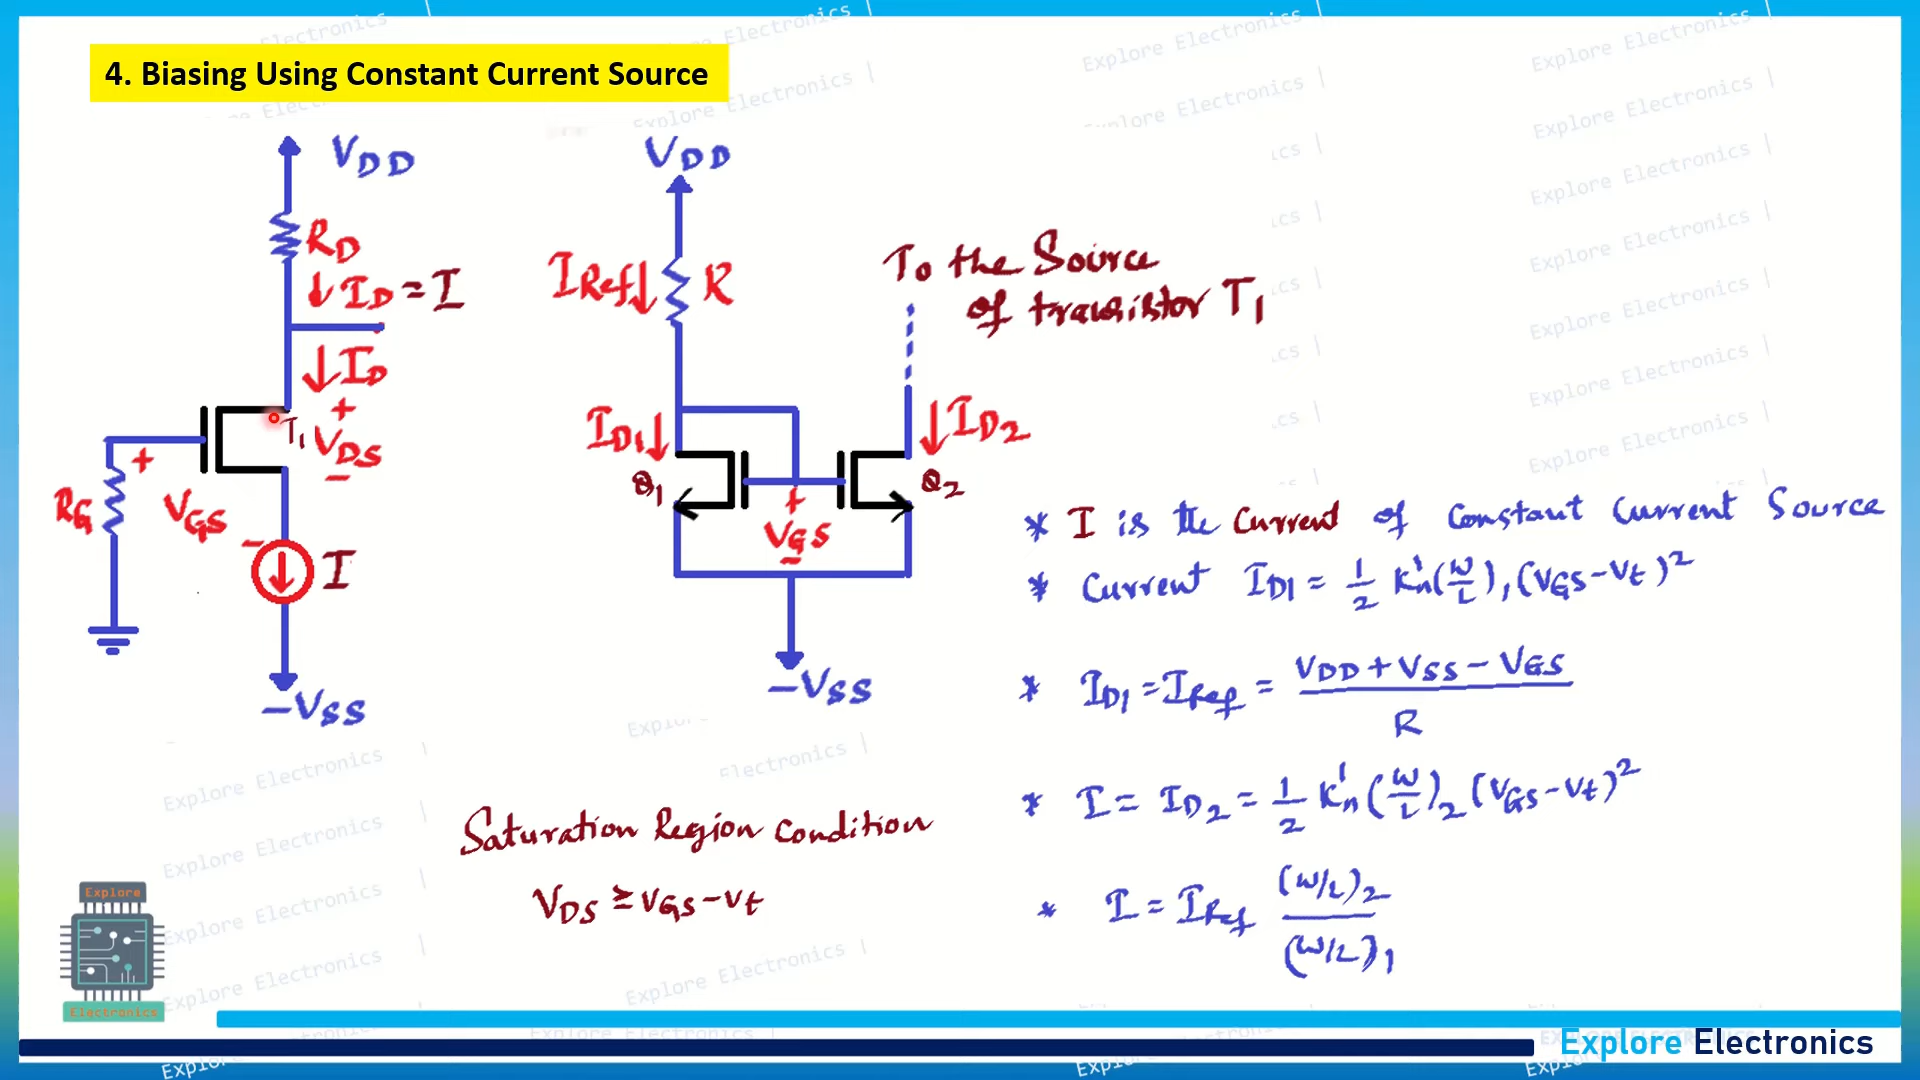 4. Biasing Using Constant Current Source
VDD
RD
↓ ID = I
↓ ID
+
T1 VDS
-
+
RG
VGS
-
I
-VSS
VDD
IRef ↓ R
To the Source
of transistor T1
ID1 ↓
↓ ID2
Q1
Q2
+
VGS
-
-VSS
* I is the Current of Constant Current Source
* Current ID1 = 1/2 K'n (W/L)1 (VGS - Vt)²
* ID1 = IRef = (VDD + VSS - VGS) / R
* I = ID2 = 1/2 K'n (W/L)2 (VGS - Vt)²
* I = IRef (W/L)2 / (W/L)1
Saturation Region Condition
VDS ≥ VGS - Vt
Explore
Electronics
Explore Electronics